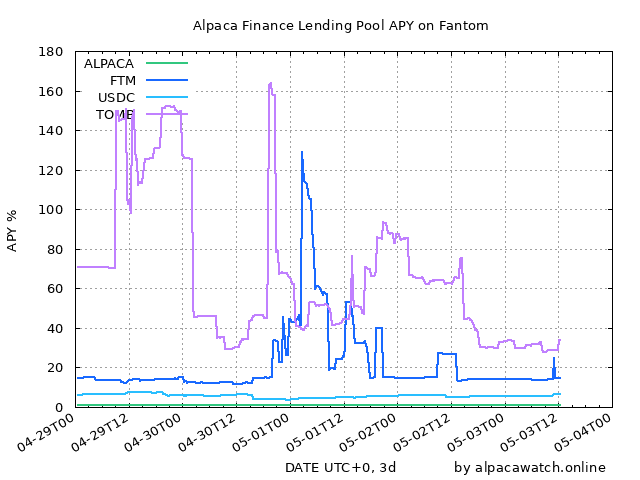 Alpaca Finance Lending Pool APY on Fantom
180
160
140
120
100
80
60
40
20
0
APY %
ALPACA
FTM
USDC
TOMB
04-29T00
04-29T12
04-30T00
04-30T12
05-01T00
05-01T12
05-02T00
05-02T12
05-03T00
05-03T12
05-04T00
DATE UTC+0, 3d
by alpacawatch.online